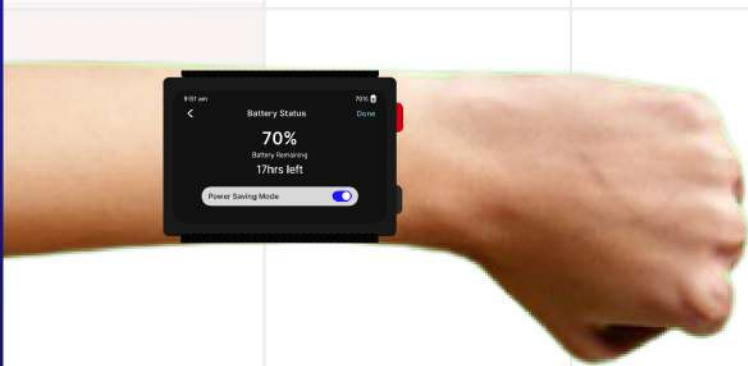 9:51 am 70%
Battery Status Done
70%
Battery Remaining
17hrs left
Power Saving Mode